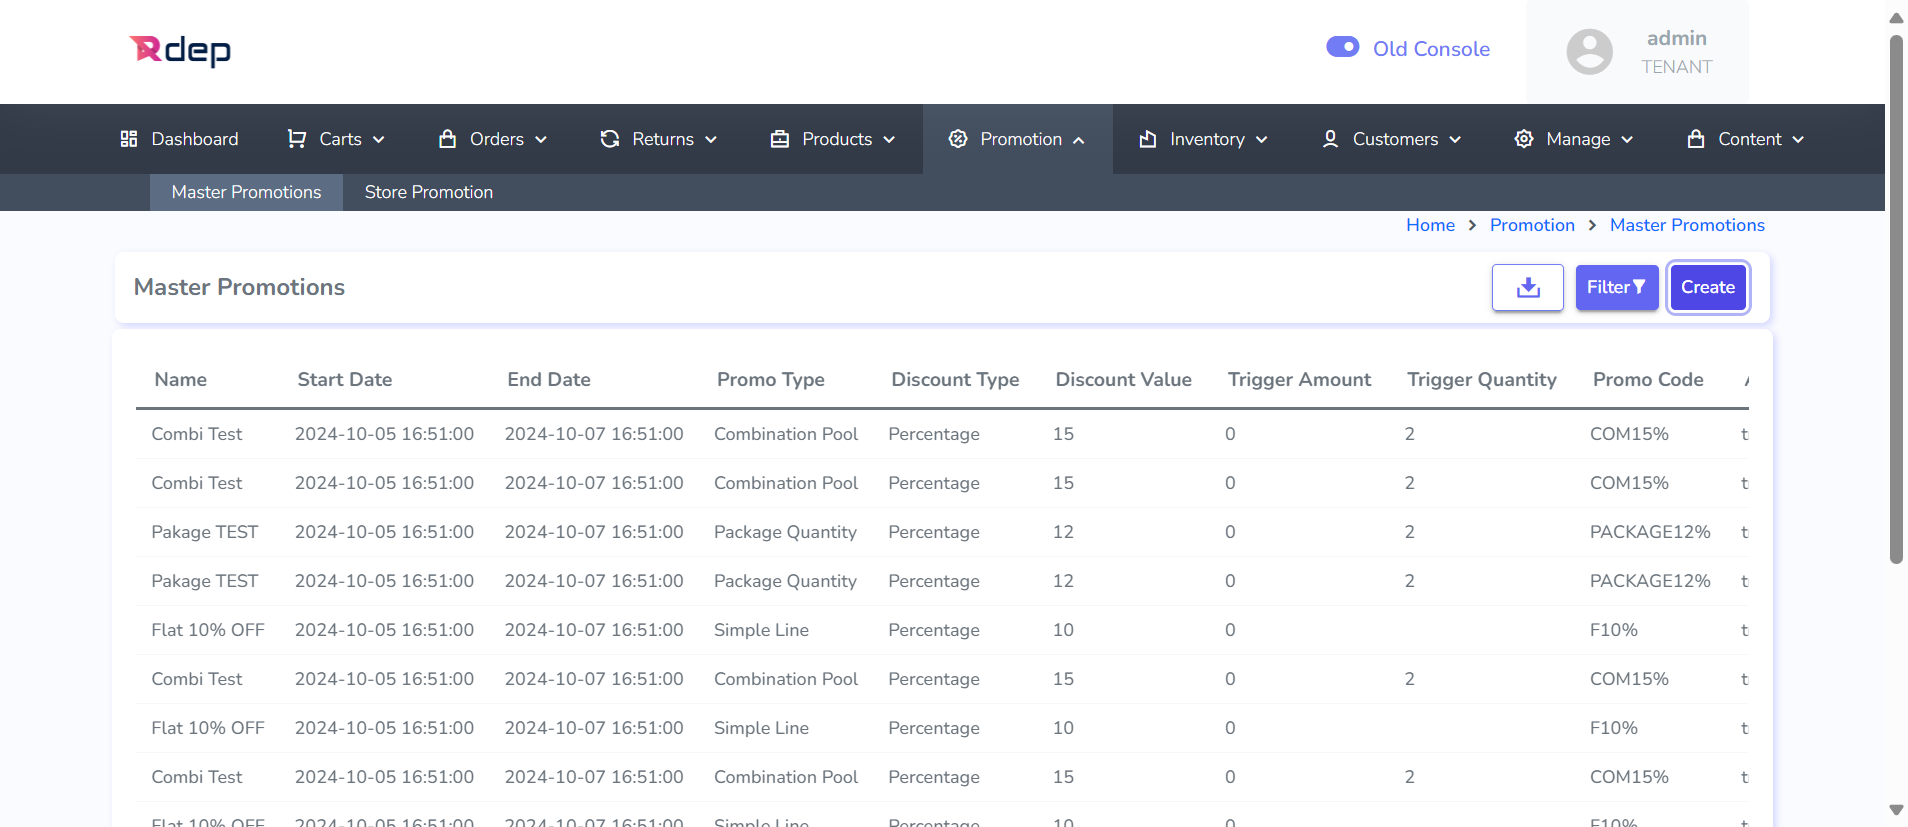 Rdep
Old Console
admin
TENANT
Dashboard Carts Orders Returns Products Promotion Inventory Customers Manage Content
Master Promotions Store Promotion
Home > Promotion > Master Promotions
Master Promotions Filter Create
Name Start Date End Date Promo Type Discount Type Discount Value Trigger Amount Trigger Quantity Promo Code
Combi Test 2024-10-05 16:51:00 2024-10-07 16:51:00 Combination Pool Percentage 15 0 2 COM15%
Combi Test 2024-10-05 16:51:00 2024-10-07 16:51:00 Combination Pool Percentage 15 0 2 COM15%
Pakage TEST 2024-10-05 16:51:00 2024-10-07 16:51:00 Package Quantity Percentage 12 0 2 PACKAGE12%
Pakage TEST 2024-10-05 16:51:00 2024-10-07 16:51:00 Package Quantity Percentage 12 0 2 PACKAGE12%
Flat 10% OFF 2024-10-05 16:51:00 2024-10-07 16:51:00 Simple Line Percentage 10 0 F10%
Combi Test 2024-10-05 16:51:00 2024-10-07 16:51:00 Combination Pool Percentage 15 0 2 COM15%
Flat 10% OFF 2024-10-05 16:51:00 2024-10-07 16:51:00 Simple Line Percentage 10 0 F10%
Combi Test 2024-10-05 16:51:00 2024-10-07 16:51:00 Combination Pool Percentage 15 0 2 COM15%
Flat 10% OFF 2024-10-05 16:51:00 2024-10-07 16:51:00 Simple Line Percentage 10 0 F10%